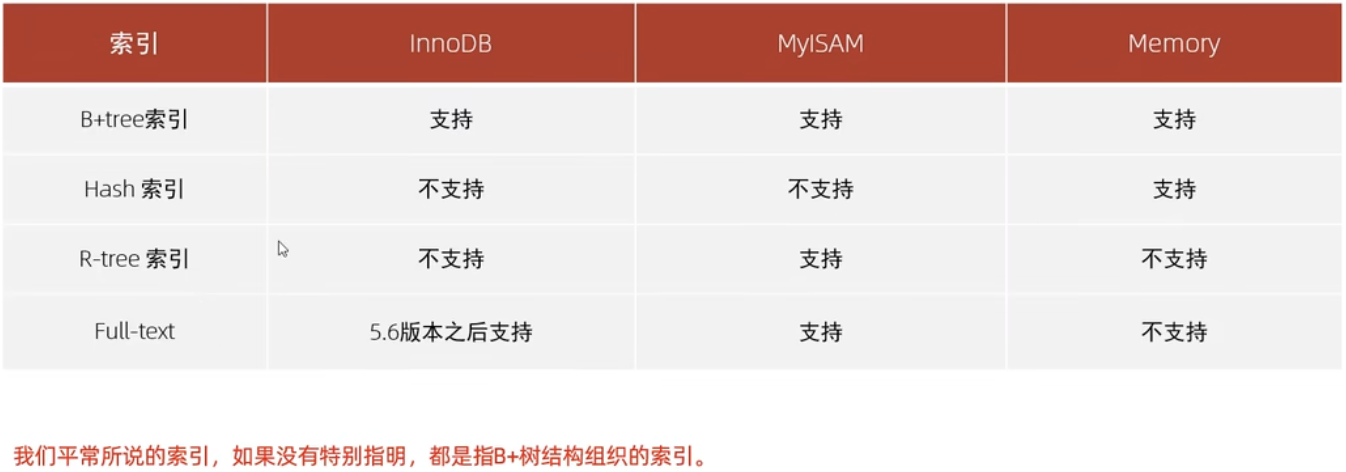 索引 InnoDB MyISAM Memory
B+tree索引 支持 支持 支持
Hash 索引 不支持 不支持 支持
R-tree 索引 不支持 支持 不支持
Full-text 5.6版本之后支持 支持 不支持
我们平常所说的索引，如果没有特别指明，都是指B+树结构组织的索引。